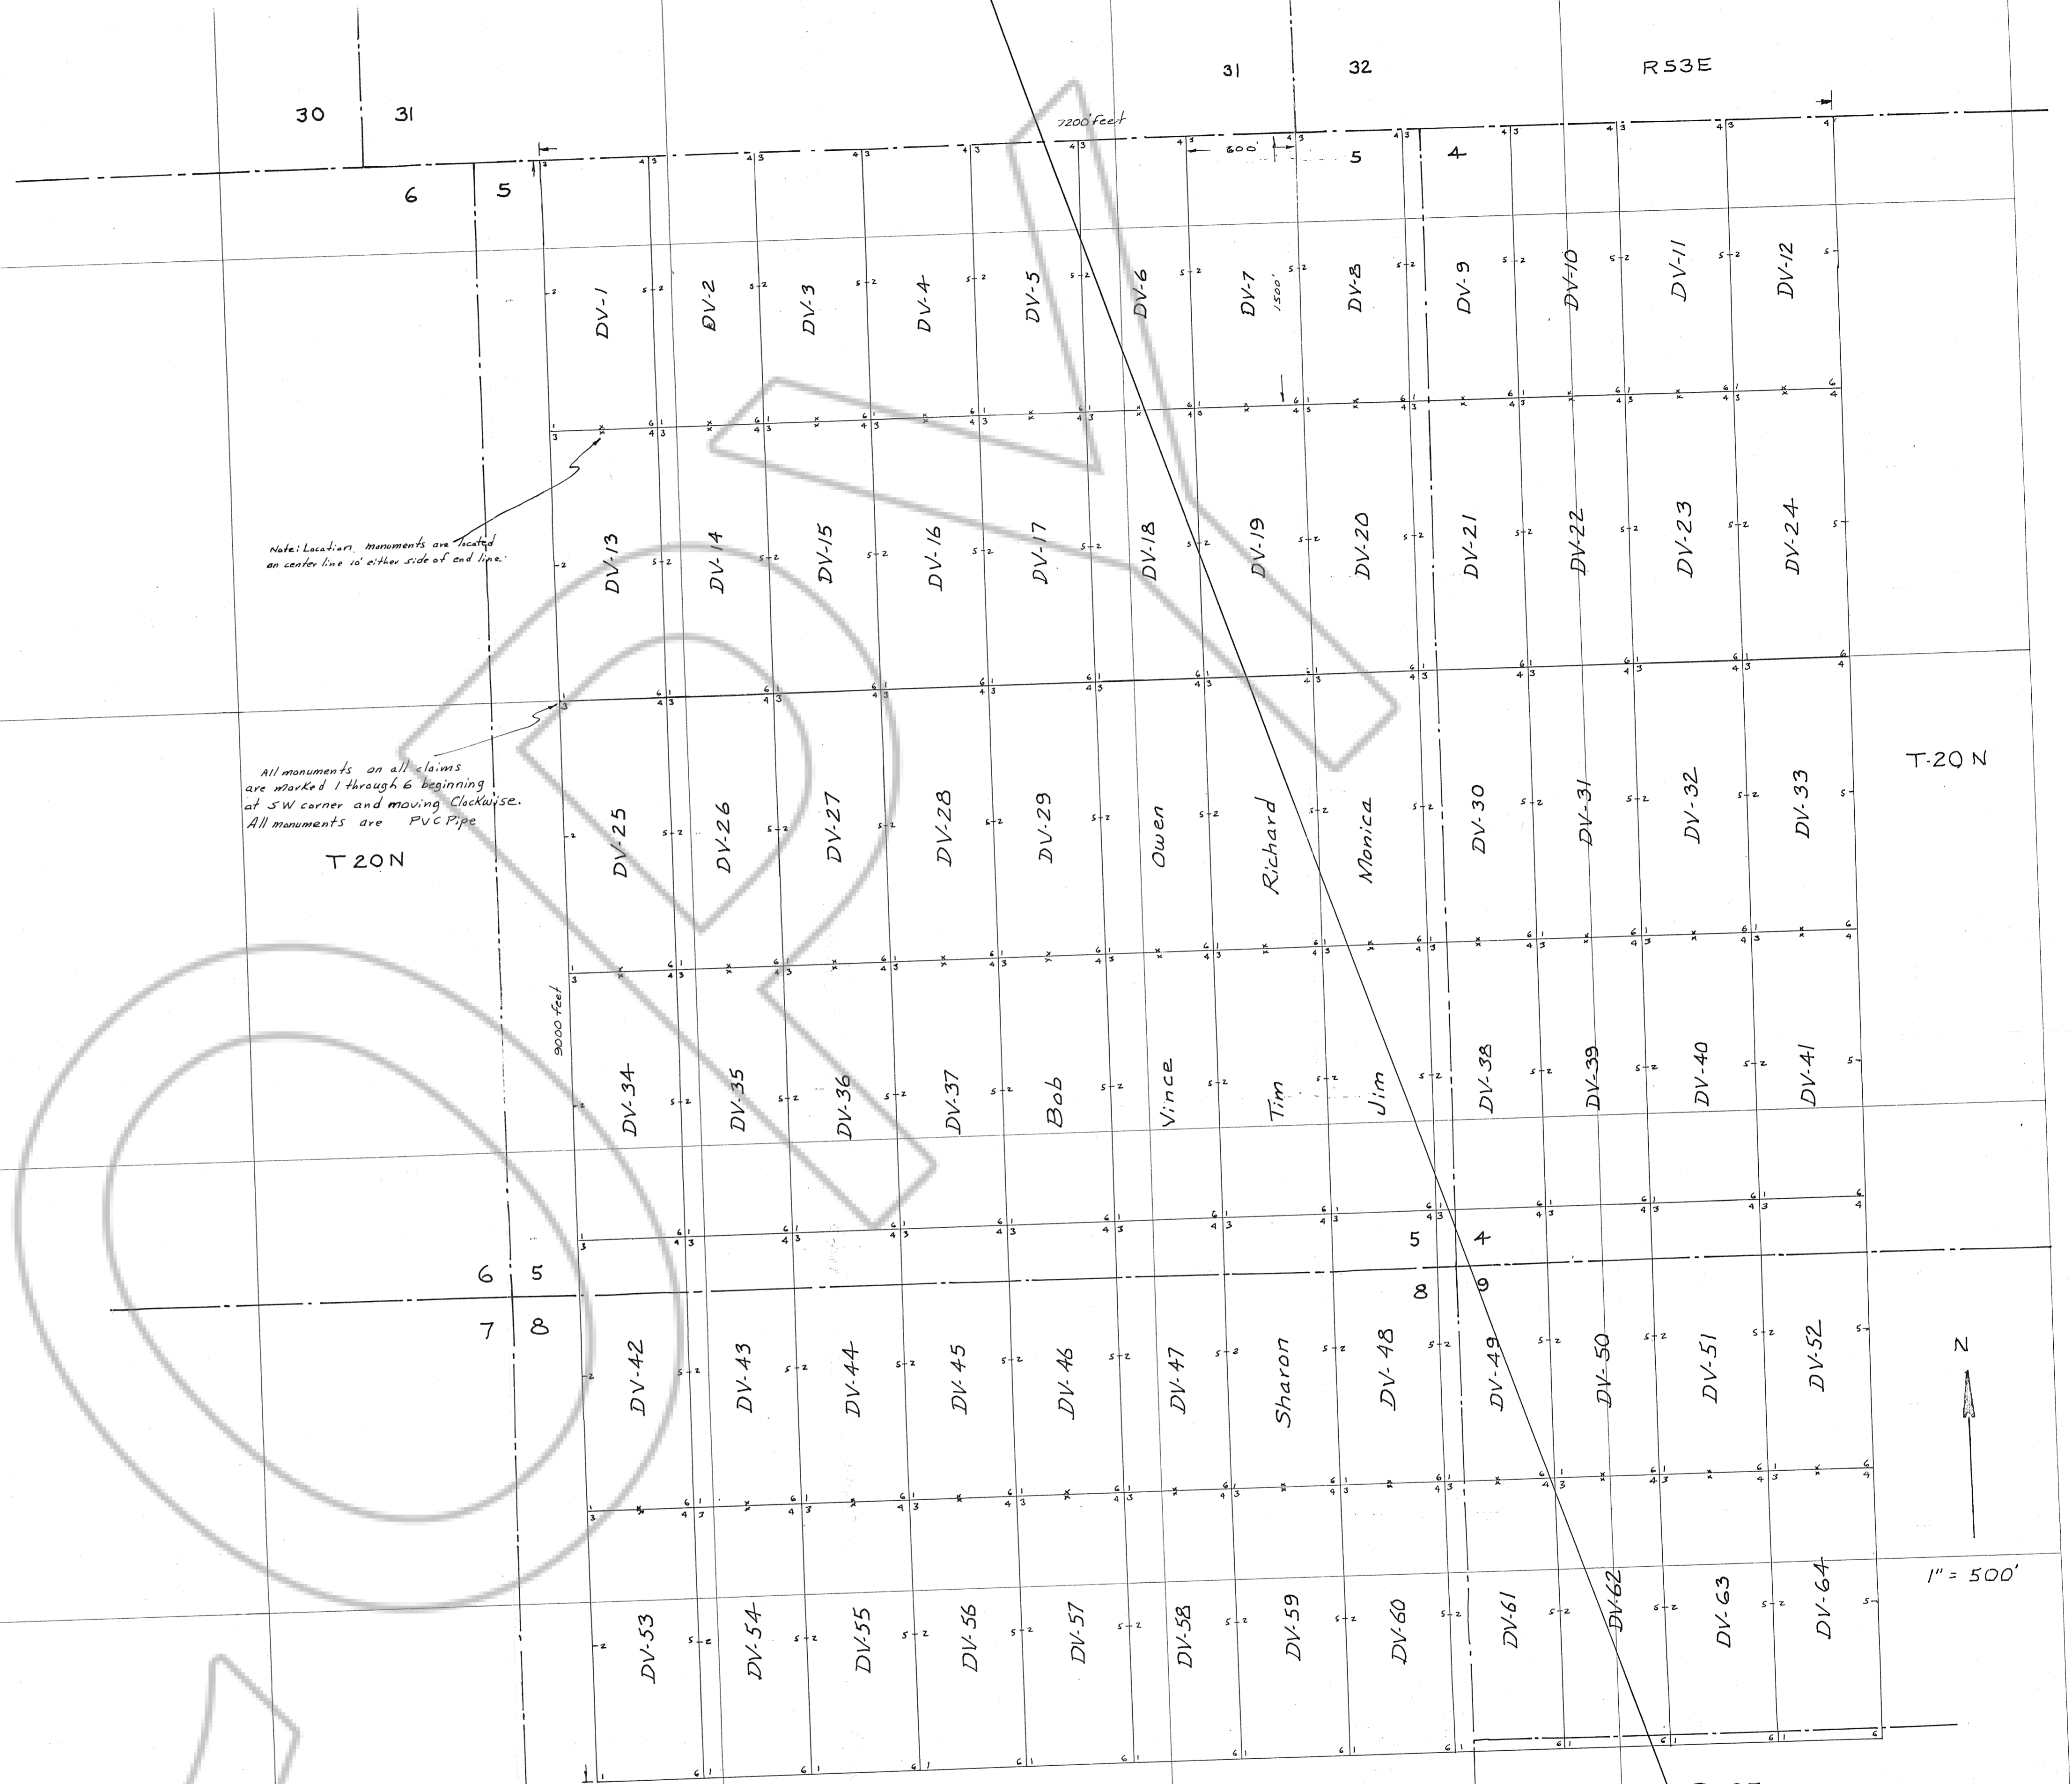 31 32 R53E
30 31
7200' feet
600'
6 5 5 4
DV-1 DV-2 DV-3 DV-4 DV-5 DV-6 DV-7 1500' DV-8 DV-9 DV-10 DV-11 DV-12
Note: Location monuments are located
on center line 10' either side of end line.
DV-13 DV-14 DV-15 DV-16 DV-17 DV-18 DV-19 DV-20 DV-21 DV-22 DV-23 DV-24
All monuments on all claims
are marked 1 through 6 beginning
at SW corner and moving Clockwise.
All monuments are PVC Pipe
T20N
T-20N
DV-25 DV-26 DV-27 DV-28 DV-29 Owen Richard Monica DV-30 DV-31 DV-32 DV-33
9000 feet
DV-34 DV-35 DV-36 DV-37 Bob Vince Tim Jim DV-38 DV-39 DV-40 DV-41
6 5 5 4
7 8 8 9
DV-42 DV-43 DV-44 DV-45 DV-46 DV-47 Sharon DV-48 DV-49 DV-50 DV-51 DV-52
N
1" = 500'
DV-53 DV-54 DV-55 DV-56 DV-57 DV-58 DV-59 DV-60 DV-61 DV-62 DV-63 DV-64